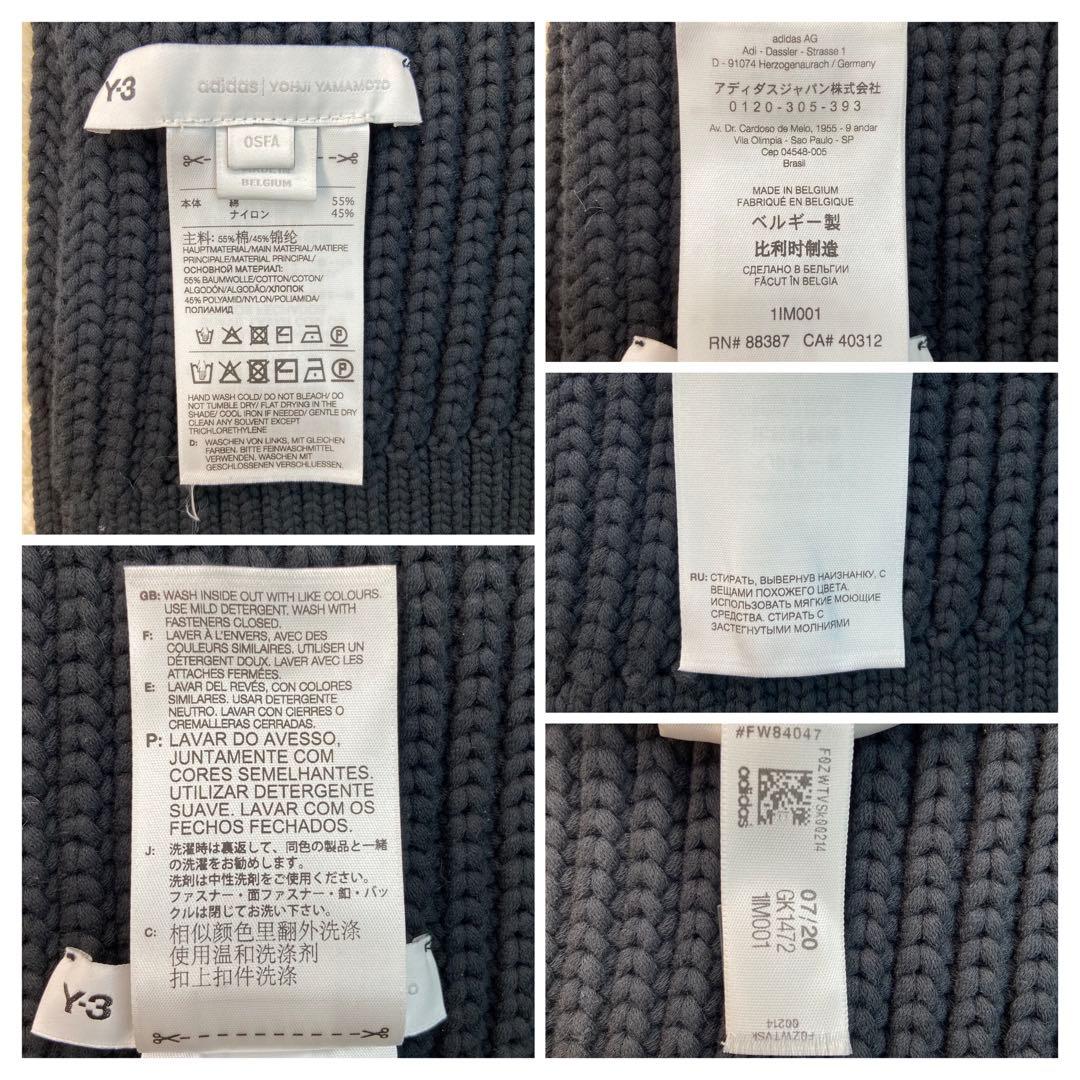 Y-3
adidas | YOHJI YAMAMOTO
OSFA
BELGIUM
本体 綿 55%
ナイロン 45%
主料: 55%棉/45%锦纶
HAUPTMATERIAL/MAIN MATERIAL/MATIERE
PRINCIPALE/MATERIAL PRINCIPAL/
ОСНОВНОЙ МАТЕРИАЛ:
55% BAUMWOLLE/COTTON/COTON/
ALGODÓN/ALGODÃO/ХЛОПОК
45% POLYAMID/NYLON/POLIAMIDA/
ПОЛИАМИД
HAND WASH COLD/ DO NOT BLEACH/ DO
NOT TUMBLE DRY/ FLAT DRYING IN THE
SHADE/ COOL IRON IF NEEDED/ GENTLE DRY
CLEAN ANY SOLVENT EXCEPT
TRICHLORETHYLENE
D: WASCHEN VON LINKS, MIT GLEICHEN
FARBEN. BITTE FEINWASCHMITTEL
VERWENDEN. WASCHEN MIT
GESCHLOSSENEN VERSCHLUESSEN.
adidas AG
Adi - Dassler - Strasse 1
D - 91074 Herzogenaurach / Germany
アディダスジャパン株式会社
0120-305-393
Av. Dr. Cardoso de Melo, 1955 - 9 andar
Vila Olimpia - Sao Paulo - SP
Cep 04548-005
Brasil
MADE IN BELGIUM
FABRIQUÉ EN BELGIQUE
ベルギー製
比利时制造
СДЕЛАНО В БЕЛЬГИИ
FĂCUT ÎN BELGIA
1IM001
RN# 88387 CA# 40312
RU: СТИРАТЬ, ВЫВЕРНУВ НАИЗНАНКУ, С
ВЕЩАМИ ПОХОЖЕГО ЦВЕТА.
ИСПОЛЬЗОВАТЬ МЯГКИЕ МОЮЩИЕ
СРЕДСТВА. СТИРАТЬ С
ЗАСТЕГНУТЫМИ МОЛНИЯМИ
GB: WASH INSIDE OUT WITH LIKE COLOURS.
USE MILD DETERGENT. WASH WITH
FASTENERS CLOSED.
F: LAVER À L'ENVERS, AVEC DES
COULEURS SIMILAIRES. UTILISER UN
DÉTERGENT DOUX. LAVER AVEC LES
ATTACHES FERMÉES.
E: LAVAR DEL REVÉS, CON COLORES
SIMILARES. USAR DETERGENTE
NEUTRO. LAVAR CON CIERRES O
CREMALLERAS CERRADAS.
P: LAVAR DO AVESSO,
JUNTAMENTE COM
CORES SEMELHANTES.
UTILIZAR DETERGENTE
SUAVE. LAVAR COM OS
FECHOS FECHADOS.
J: 洗濯時は裏返して、同色の製品と一緒
の洗濯をお勧めします。
洗剤は中性洗剤をご使用ください。
ファスナー・面ファスナー・釦・バッ
クルは閉じてお洗い下さい。
C: 相似颜色里翻外洗涤
使用温和洗涤剂
扣上扣件洗涤
Y-3
#FW84047
F0ZWTVSK00214
adidas
07/20
GK1472
1IM001
F0ZWTVSK
00214